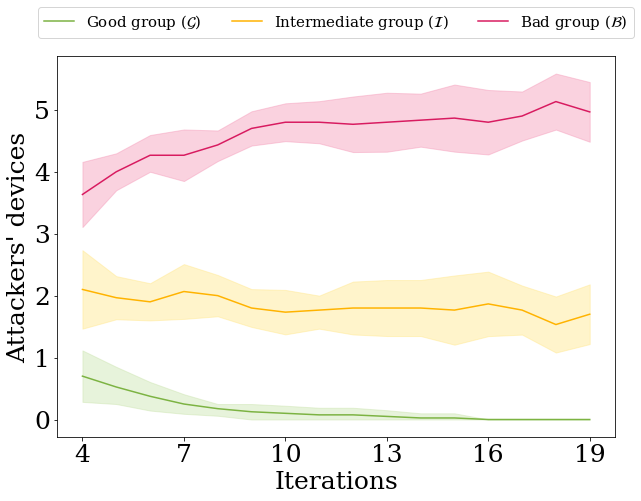 Good group (𝒢) Intermediate group (ℐ) Bad group (ℬ)
5
4
3
2
1
0
Attackers' devices
4 7 10 13 16 19
Iterations